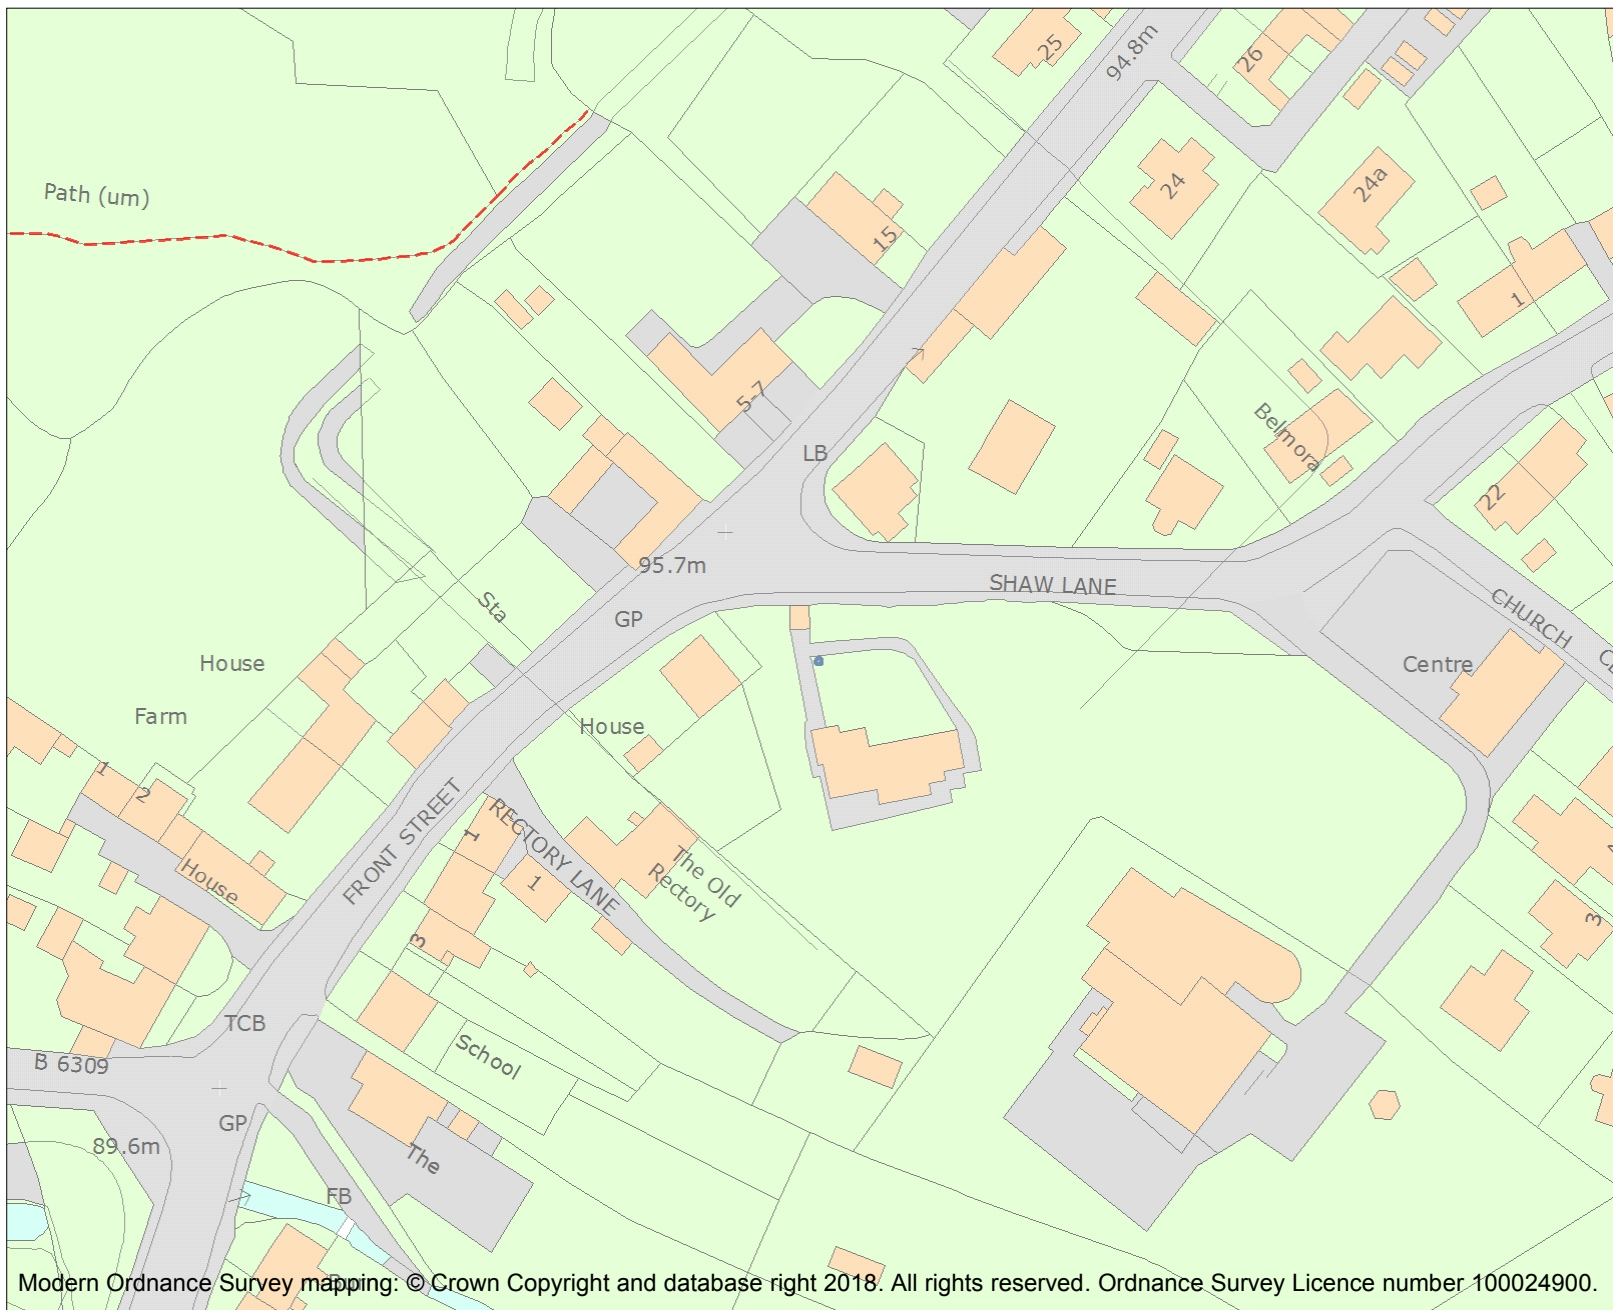 94.8m
25
26
Path (um)
24
24a
15
1
5-7
LB
Belmora
22
95.7m
SHAW LANE
Sta
GP
CHURCH
House
Centre
Farm
House
1
2
FRONT STREET
RECTORY LANE
1
House
1
The Old
Rectory
3
3
TCB
School
B 6309
GP
89.6m
The
FB
Modern Ordnance Survey mapping: © Crown Copyright and database right 2018. All rights reserved. Ordnance Survey Licence number 100024900.